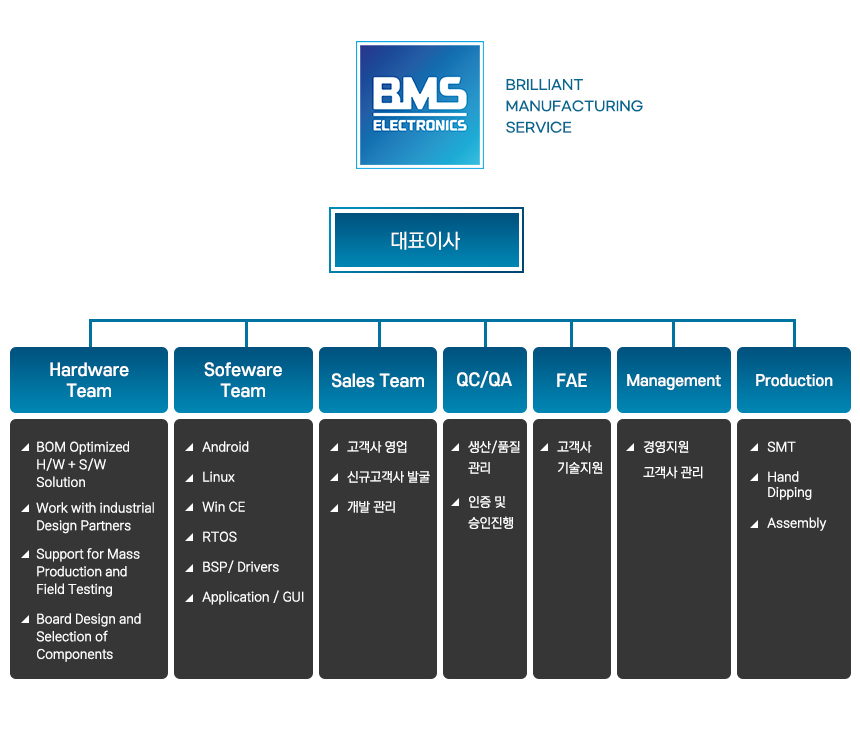 BMS
ELECTRONICS
BRILLIANT
MANUFACTURING
SERVICE
대표이사
Hardware
Team
BOM Optimized
H/W + S/W
Solution
Work with industrial
Design Partners
Support for Mass
Production and
Field Testing
Board Design and
Selection of
Components
Sofeware
Team
Android
Linux
Win CE
RTOS
BSP/ Drivers
Application / GUI
Sales Team
고객사 영업
신규고객사 발굴
개발 관리
QC/QA
생산/품질
관리
인증 및
승인진행
FAE
고객사
기술지원
Management
경영지원
고객사 관리
Production
SMT
Hand
Dipping
Assembly